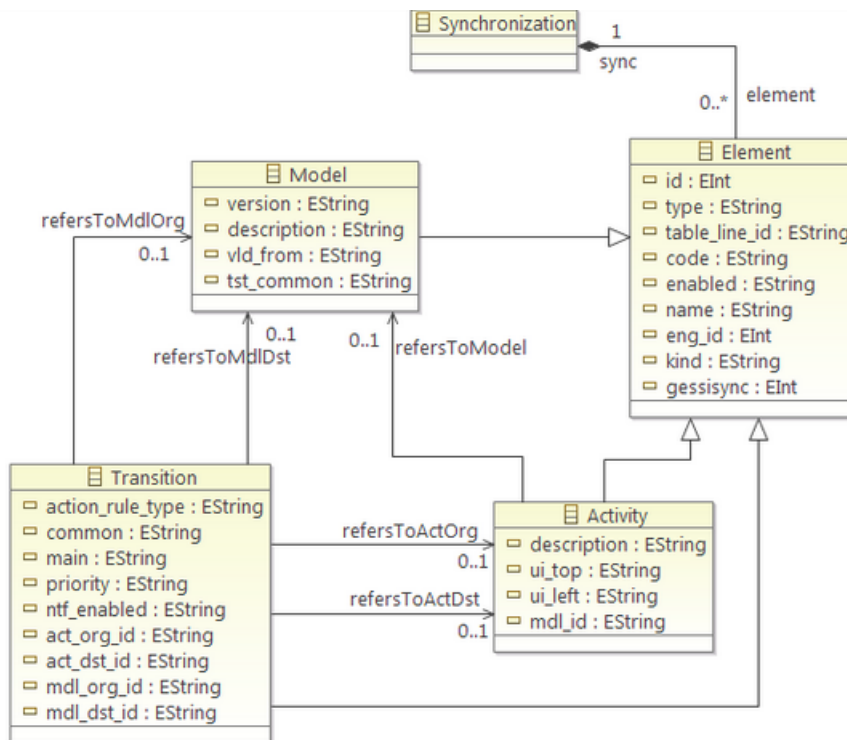 Synchronization
1
sync
element
0..*
Element
id : EInt
type : EString
table_line_id : EString
code : EString
enabled : EString
name : EString
eng_id : EInt
kind : EString
gessisync : EInt
Model
version : EString
description : EString
vld_from : EString
tst_common : EString
refersToMdlOrg
0..1
0..1
refersToMdlDst
0..1
refersToModel
Transition
action_rule_type : EString
common : EString
main : EString
priority : EString
ntf_enabled : EString
act_org_id : EString
act_dst_id : EString
mdl_org_id : EString
mdl_dst_id : EString
refersToActOrg
0..1
refersToActDst
0..1
Activity
description : EString
ui_top : EString
ui_left : EString
mdl_id : EString